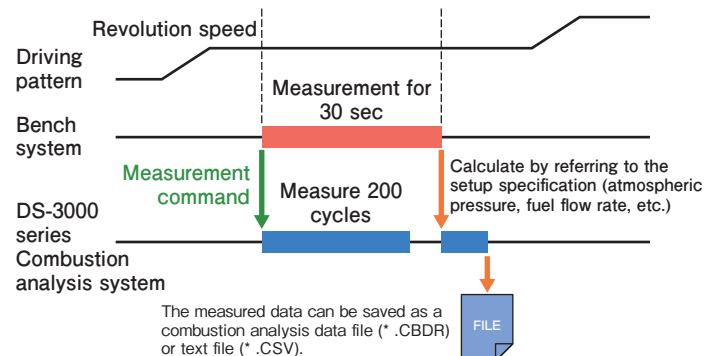 Revolution speed
Driving
pattern
Measurement for
30 sec
Bench
system
Measurement
command
Measure 200
cycles
Calculate by referring to the
setup specification (atmospheric
pressure, fuel flow rate, etc.)
DS-3000
series
Combustion
analysis system
The measured data can be saved as a
combustion analysis data file (* .CBDR)
or text file (* .CSV).
FILE